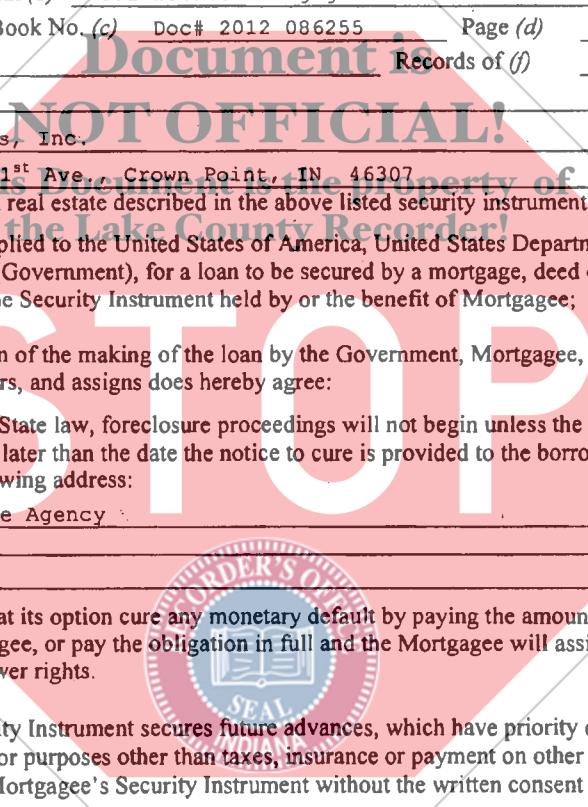 Book No. (c) Doc# 2012 086255 Page (d)
Document is
Records of (f)
NOT OFFICIAL!
s, Inc.
1st Ave., Crown Point, IN 46307
This Document is the property of
real estate described in the above listed security instrument
the Lake County Recorder!
plied to the United States of America, United States Departm
Government), for a loan to be secured by a mortgage, deed
e Security Instrument held by or the benefit of Mortgagee;
STOP
n of the making of the loan by the Government, Mortgagee,
rs, and assigns does hereby agree:
State law, foreclosure proceedings will not begin unless the
later than the date the notice to cure is provided to the borro
wing address:
e Agency
RECORDER'S OFFICE
at its option cure any monetary default by paying the amoun
gee, or pay the obligation in full and the Mortgagee will assi
wer rights.
SEAL
INDIANA
ity Instrument secures future advances, which have priority
or purposes other than taxes, insurance or payment on other
Mortgagee's Security Instrument without the written consent